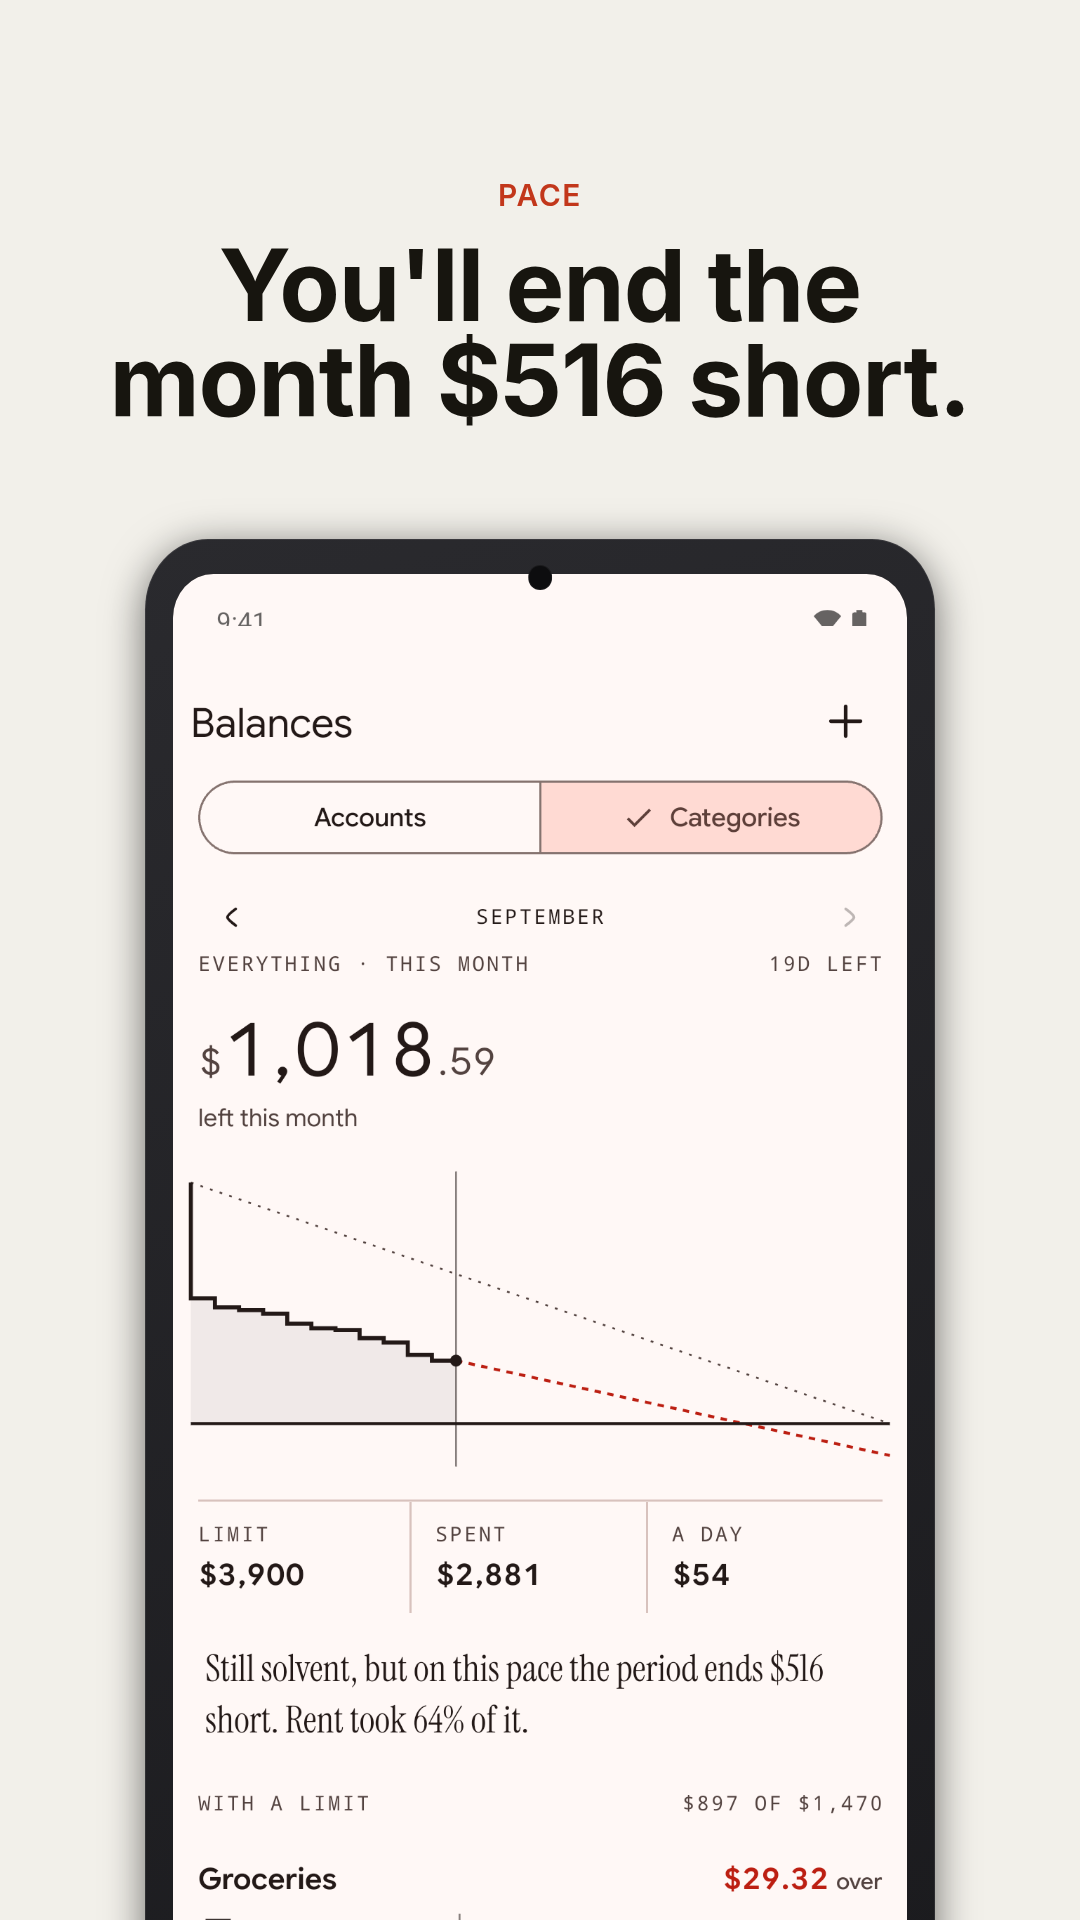 PACE
You'll end the
month $516 short.
9:41
Balances
Accounts
Categories
SEPTEMBER
EVERYTHING · THIS MONTH
19D LEFT
$1,018.59
left this month
LIMIT
SPENT
A DAY
$3,900
$2,881
$54
Still solvent, but on this pace the period ends $516
short. Rent took 64% of it.
WITH A LIMIT
$897 OF $1,470
Groceries
$29.32 over